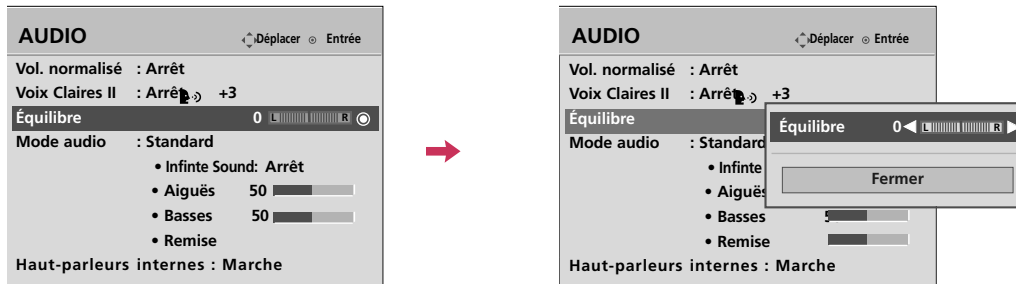 AUDIO
Déplacer Entrée
Vol. normalisé : Arrêt
Voix Claires II : Arrêt +3
Équilibre 0 L R
Mode audio : Standard
• Infinte Sound: Arrêt
• Aiguës 50
• Basses 50
• Remise
Haut-parleurs internes : Marche
AUDIO
Déplacer Entrée
Vol. normalisé : Arrêt
Voix Claires II : Arrêt +3
Équilibre
Mode audio : Standard
• Infinte
• Aiguës
• Basses
• Remise
Haut-parleurs internes : Marche
Équilibre 0 L R
Fermer